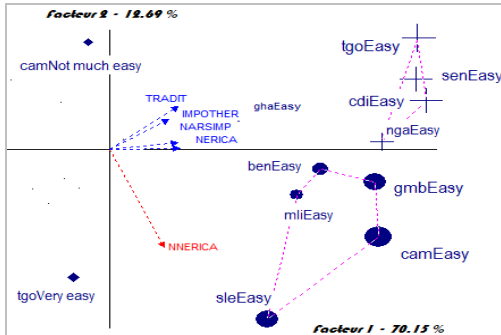 Facteur 2 - 12.69 %
tgoEasy
camNot much easy
senEasy
TRADIT
cdiEasy
ghaEasy
IMPOTHER
NARSIMP
ngaEasy
NERICA
benEasy
gmbEasy
mliEasy
NNERICA
camEasy
tgoVery easy
sleEasy
Facteur 1 - 70.15 %